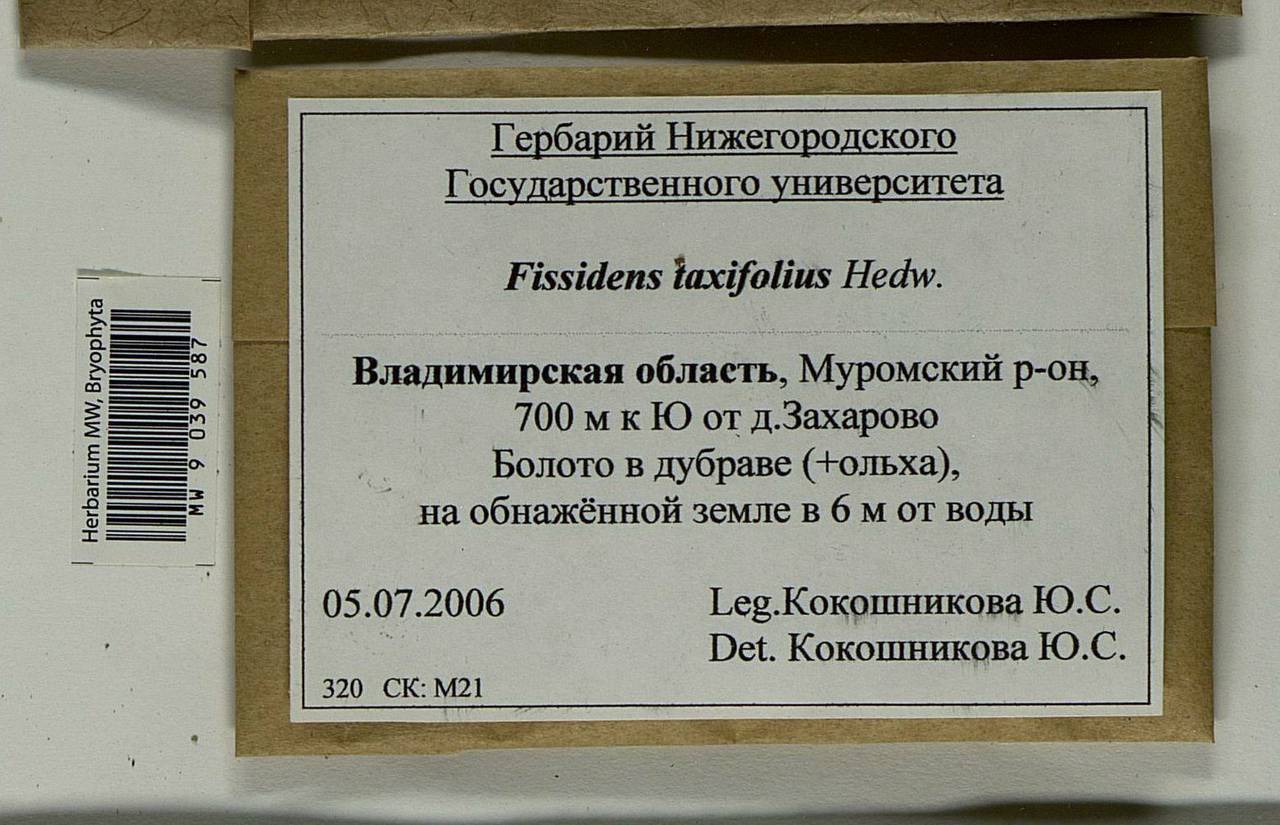 Гербарий Нижегородского
Государственного университета
Fissidens taxifolius Hedw.
Владимирская область, Муромский р-он,
700 м к Ю от д.Захарово
Болото в дубраве (+ольха),
на обнажённой земле в 6 м от воды
05.07.2006
Leg.Кокошникова Ю.С.
Det. Кокошникова Ю.С.
320 СК: М21
Herbarium MW, Bryophyta
MW 9 039 587